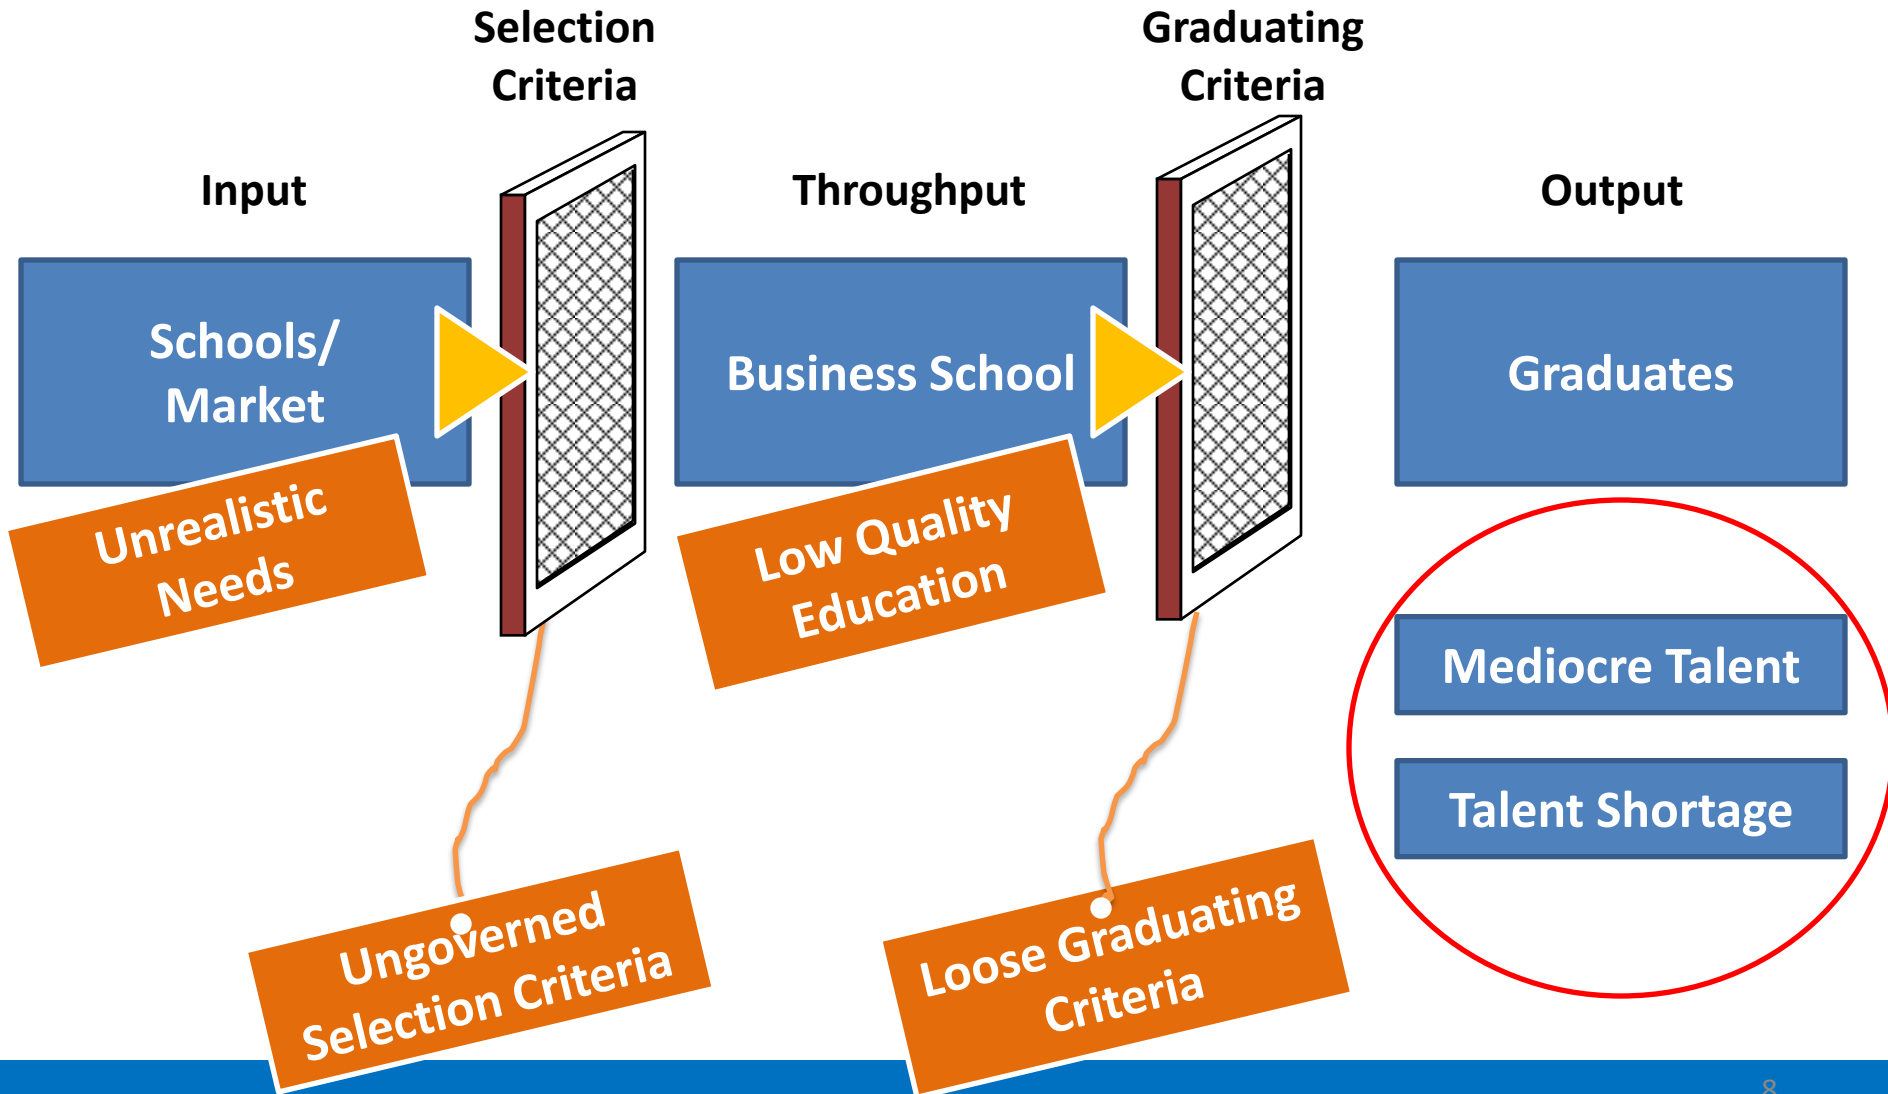 Selection
Criteria
Graduating
Criteria
Input
Throughput
Output
Schools/
Market
Business School
Graduates
Unrealistic
Needs
Low Quality
Education
Mediocre Talent
Talent Shortage
Ungoverned
Selection Criteria
Loose Graduating
Criteria
8